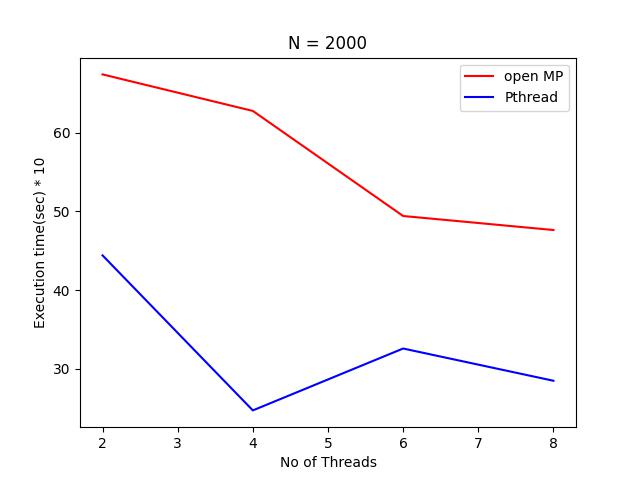 N = 2000
open MP
Pthread
60
50
40
30
Execution time(sec) * 10
2 3 4 5 6 7 8
No of Threads